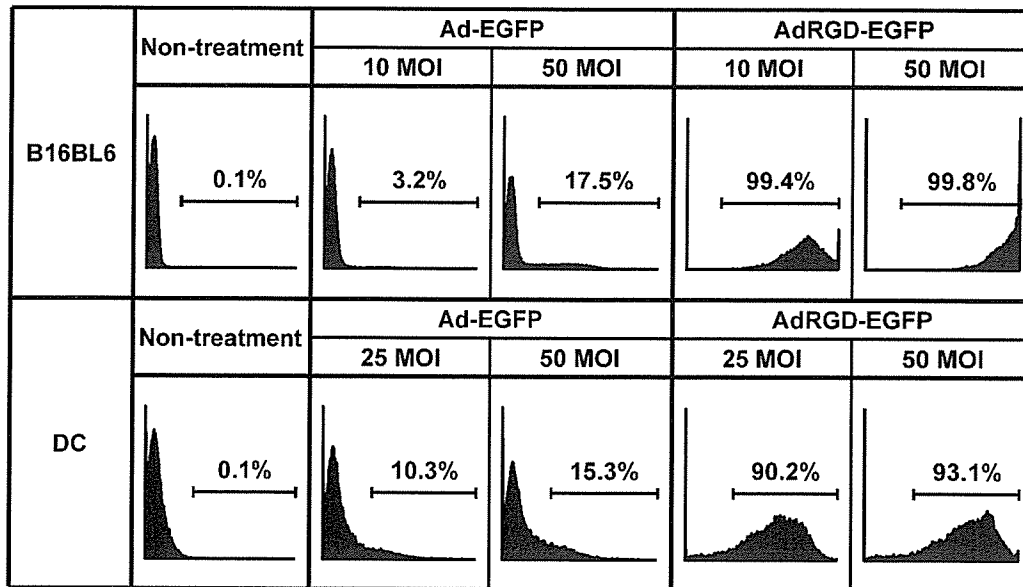 Non-treatment
Ad-EGFP
AdRGD-EGFP
10 MOI
50 MOI
10 MOI
50 MOI
B16BL6
0.1%
3.2%
17.5%
99.4%
99.8%
Non-treatment
Ad-EGFP
AdRGD-EGFP
25 MOI
50 MOI
25 MOI
50 MOI
DC
0.1%
10.3%
15.3%
90.2%
93.1%